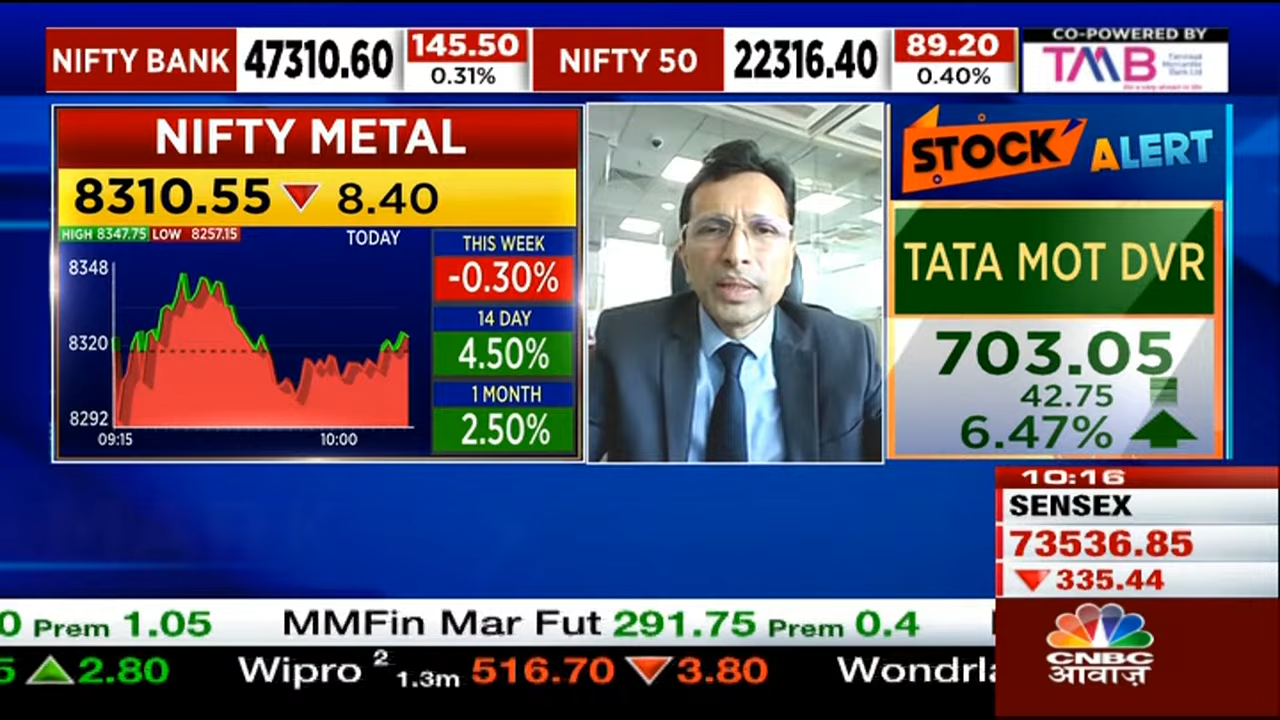 NIFTY BANK 47310.60 145.50 0.31% NIFTY 50 22316.40 89.20 0.40%
CO-POWERED BY
TMB
NIFTY METAL
8310.55 8.40
HIGH 8347.75 LOW 8257.15 TODAY
8348
8320
8292
09:15 10:00
THIS WEEK
-0.30%
14 DAY
4.50%
1 MONTH
2.50%
STOCK ALERT
TATA MOT DVR
703.05
42.75
6.47%
10:16
SENSEX
73536.85
335.44
0 Prem 1.05 MMFin Mar Fut 291.75 Prem 0.4
5 2.80 Wipro 2 1.3m 516.70 3.80 Wondrla
CNBC
आवाज़